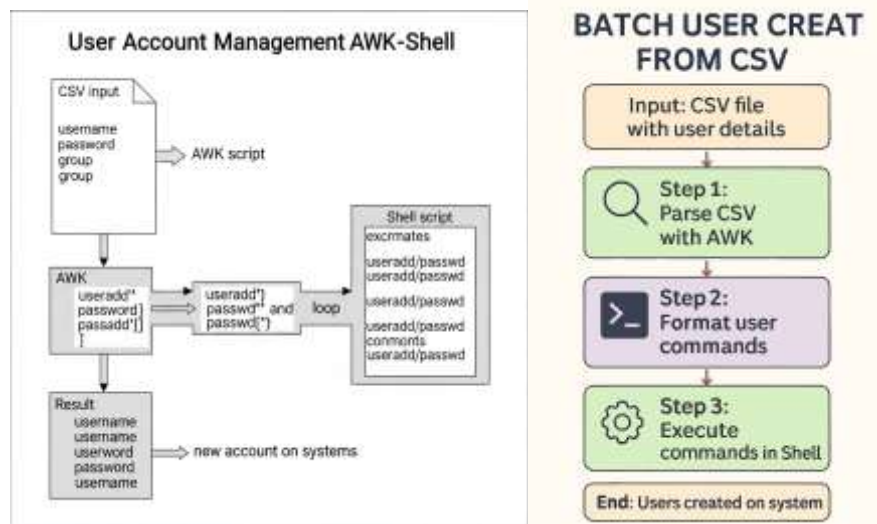 User Account Management AWK-Shell
CSV input
username
password
group
group
AWK script
AWK
useradd"
password}
passadd'[]
}
useradd"}
passwd"' and
passwd(")
loop
Shell script
excrmates
useradd/passwd
useradd/passwd
useradd/passwd
useradd/passwd
conmonts
useradd/passwd
Result
username
username
userword
password
username
new account on systems
BATCH USER CREAT
FROM CSV
Input: CSV file
with user details
Step 1:
Parse CSV
with AWK
>_
Step 2:
Format user
commands
Step 3:
Execute
commands in Shell
End: Users created on system